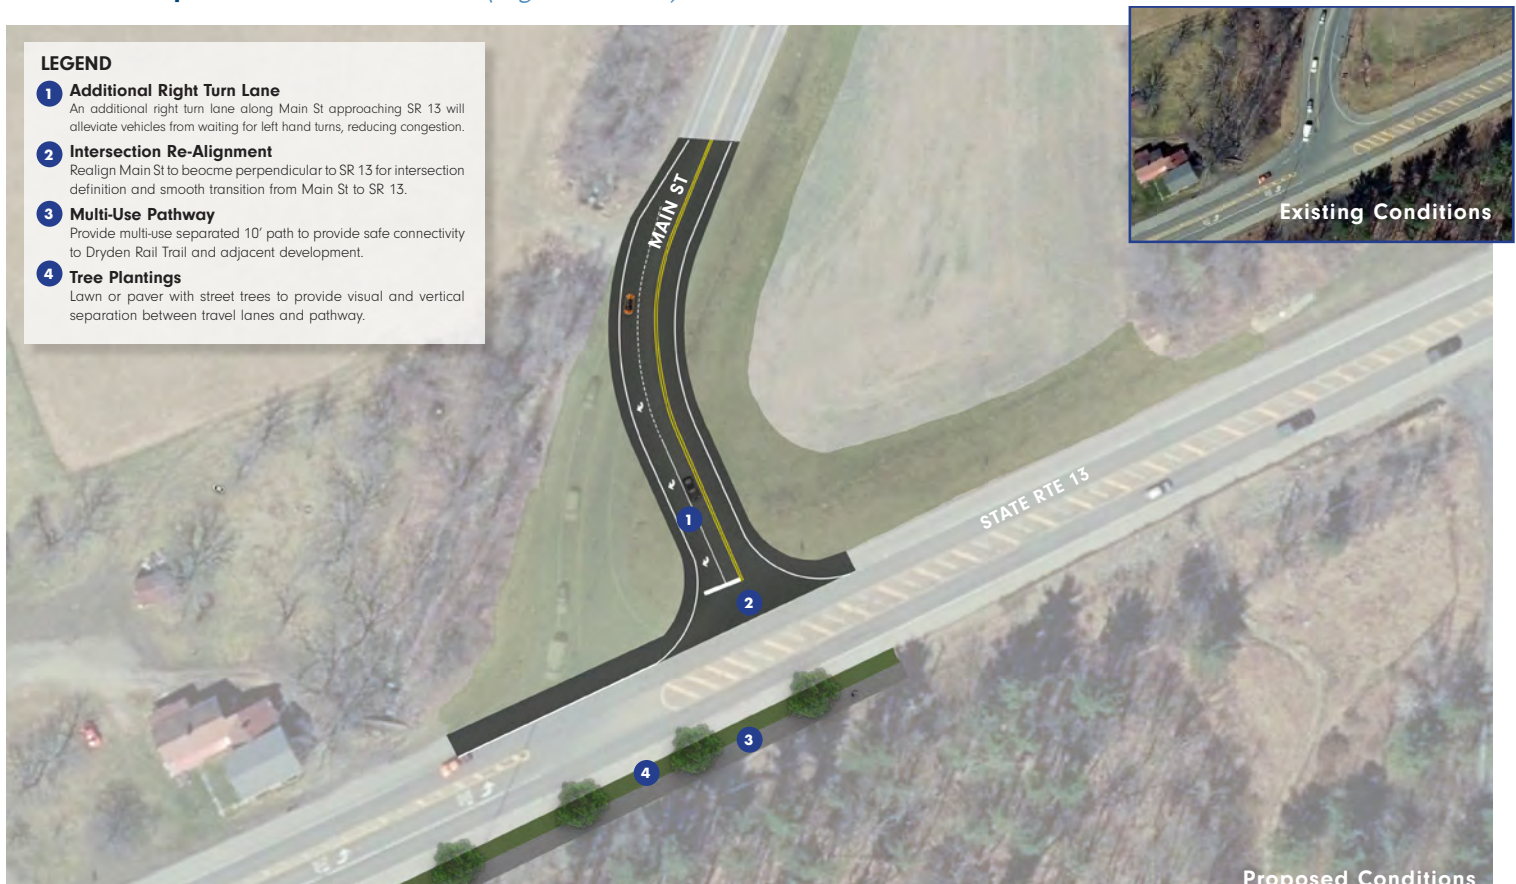 LEGEND
1 Additional Right Turn Lane
An additional right turn lane along Main St approaching SR 13 will
alleviate vehicles from waiting for left hand turns, reducing congestion.
2 Intersection Re-Alignment
Realign Main St to beocme perpendicular to SR 13 for intersection
definition and smooth transition from Main St to SR 13.
3 Multi-Use Pathway
Provide multi-use separated 10' path to provide safe connectivity
to Dryden Rail Trail and adjacent development.
4 Tree Plantings
Lawn or paver with street trees to provide visual and vertical
separation between travel lanes and pathway.
Existing Conditions
MAIN ST
STATE RTE 13
1
2
3
4
Proposed Conditions